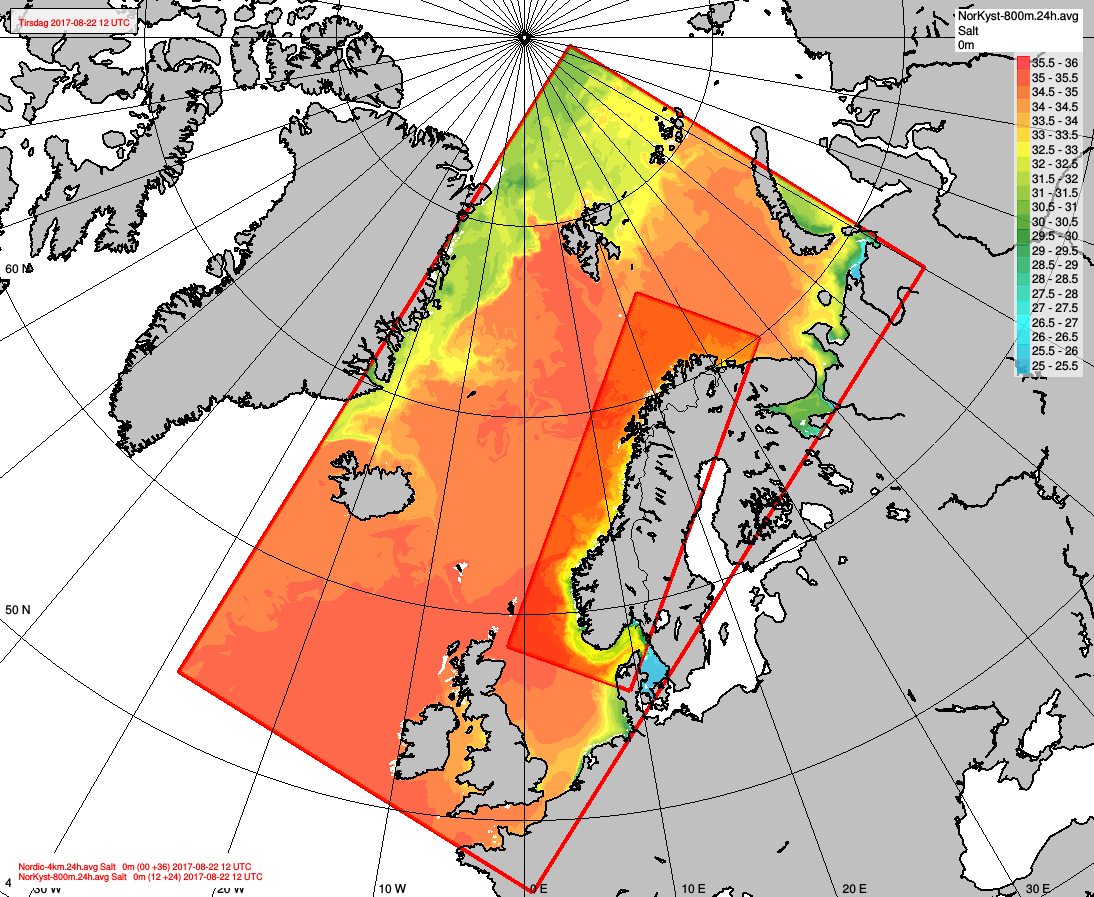 Tirsdag 2017-08-22 12 UTC
NorKyst-800m.24h.avg
Salt
0m
35.5 - 36
35 - 35.5
34.5 - 35
34 - 34.5
33.5 - 34
33 - 33.5
32.5 - 33
32 - 32.5
31.5 - 32
31 - 31.5
30.5 - 31
30 - 30.5
29.5 - 30
29 - 29.5
28.5 - 29
28 - 28.5
27.5 - 28
27 - 27.5
26.5 - 27
26 - 26.5
25.5 - 26
25 - 25.5
60 N
50 N
Nordic-4km.24h.avg Salt 0m (00 +36) 2017-08-22 12 UTC
NorKyst-800m.24h.avg Salt 0m (12 +24) 2017-08-22 12 UTC
4 30 W 20 W 10 W 0 E 10 E 20 E 30 E